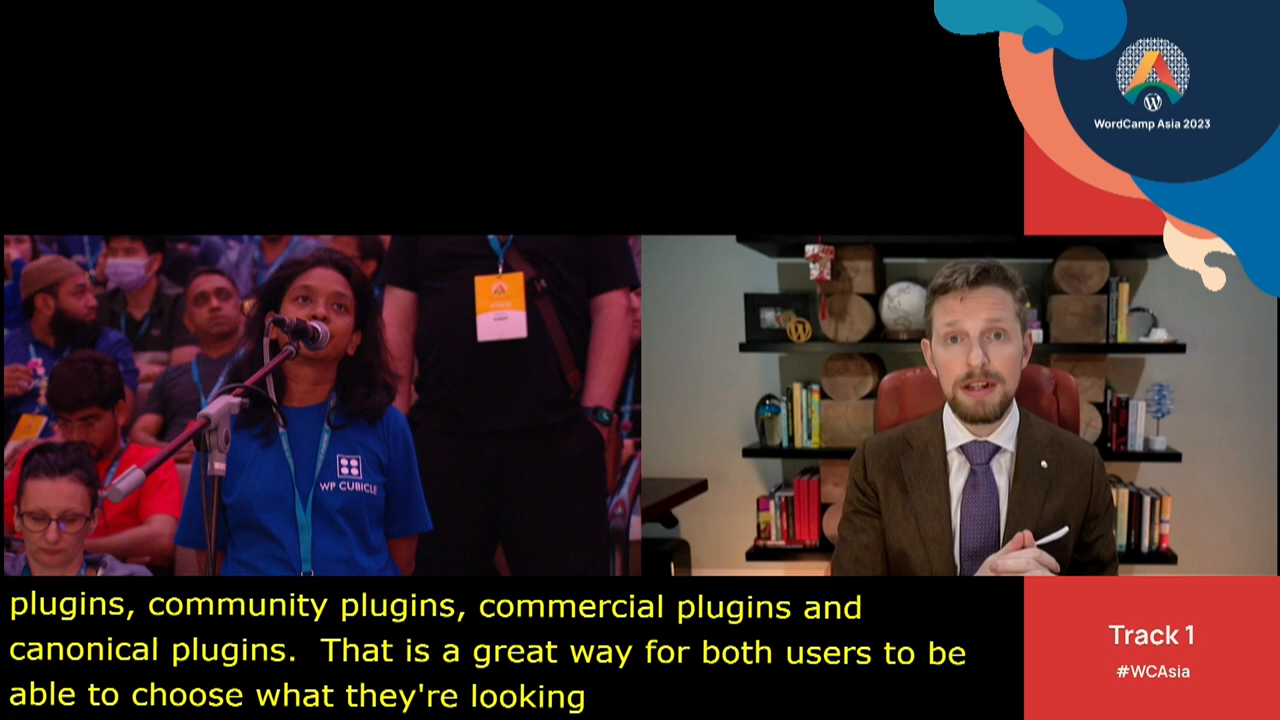 WordCamp Asia 2023
WP CUBICLE
plugins, community plugins, commercial plugins and
canonical plugins.  That is a great way for both users to be
able to choose what they're looking
Track 1
#WCAsia